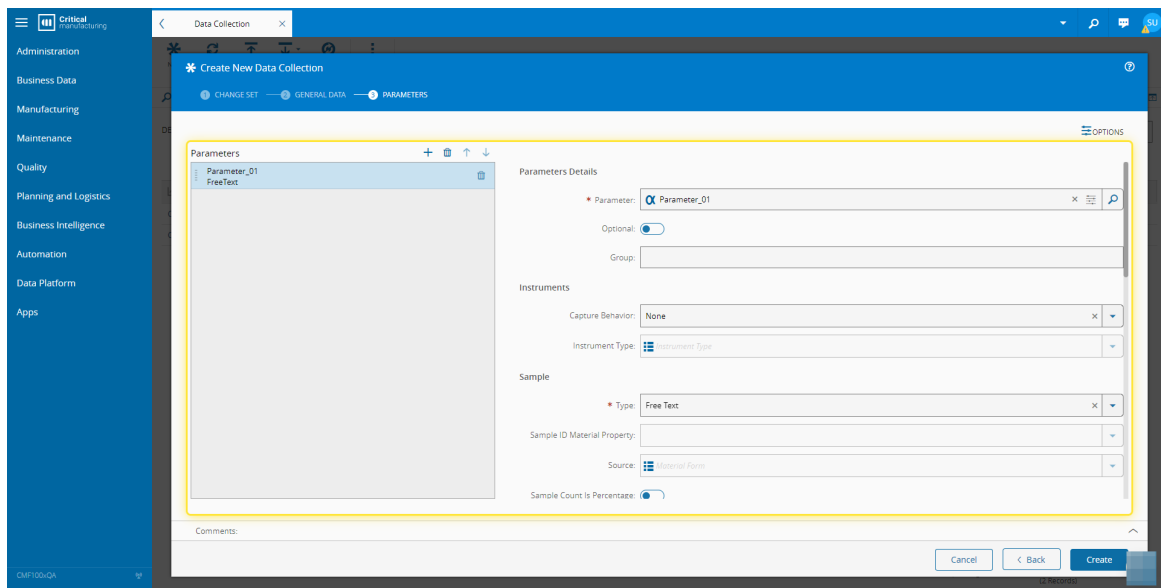 Critical
manufacturing
Data Collection
SU
Administration
Business Data
Manufacturing
Maintenance
Quality
Planning and Logistics
Business Intelligence
Automation
Data Platform
Apps
CMF100xQA
Create New Data Collection
1 CHANGE SET 2 GENERAL DATA 3 PARAMETERS
OPTIONS
Parameters
Parameter_01
FreeText
Parameters Details
* Parameter: Parameter_01
Optional:
Group:
Instruments
Capture Behavior: None
Instrument Type: Instrument Type
Sample
* Type: Free Text
Sample ID Material Property:
Source: Material Form
Sample Count Is Percentage:
Comments:
Cancel
Back
Create
(2 Records)